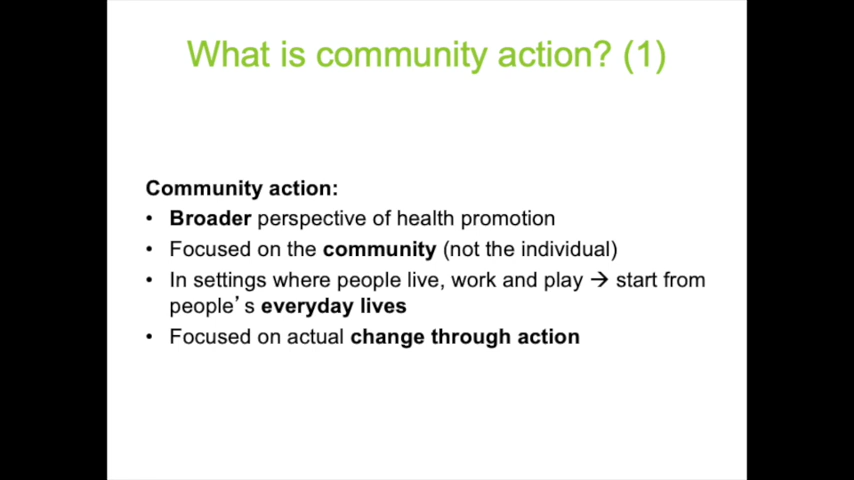 What is community action? (1)
Community action:
• Broader perspective of health promotion
• Focused on the community (not the individual)
• In settings where people live, work and play → start from
people’s everyday lives
• Focused on actual change through action